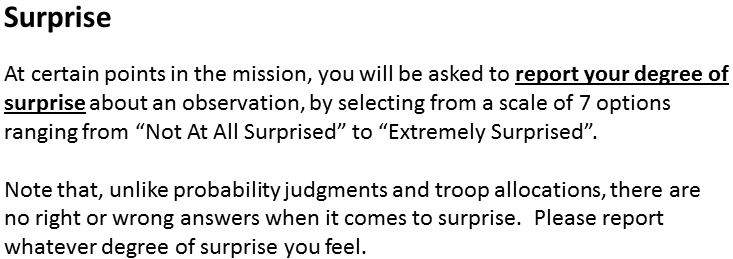 Surprise
At certain points in the mission, you will be asked to report your degree of
surprise about an observation, by selecting from a scale of 7 options
ranging from “Not At All Surprised” to “Extremely Surprised”.
Note that, unlike probability judgments and troop allocations, there are
no right or wrong answers when it comes to surprise.  Please report
whatever degree of surprise you feel.